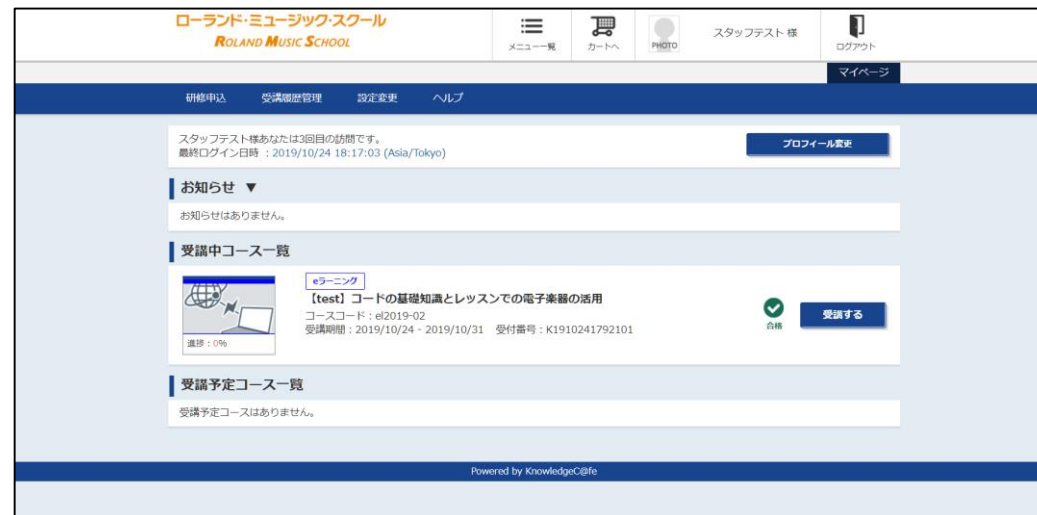 ローランド・ミュージック・スクール
ROLAND MUSIC SCHOOL
メニュー一覧
カートへ
PHOTO
スタッフテスト 様
ログアウト
マイページ
研修申込 受講履歴管理 設定変更 ヘルプ
スタッフテスト様あなたは3回目の訪問です。
最終ログイン日時 : 2019/10/24 18:17:03 (Asia/Tokyo)
プロフィール変更
お知らせ ▼
お知らせはありません。
受講中コース一覧
eラーニング
【test】コードの基礎知識とレッスンでの電子楽器の活用
コースコード : el2019-02
受講期間 : 2019/10/24 - 2019/10/31 受付番号 : K1910241792101
進捗 : 0%
合格
受講する
受講予定コース一覧
受講予定コースはありません。
Powered by KnowledgeC@fe